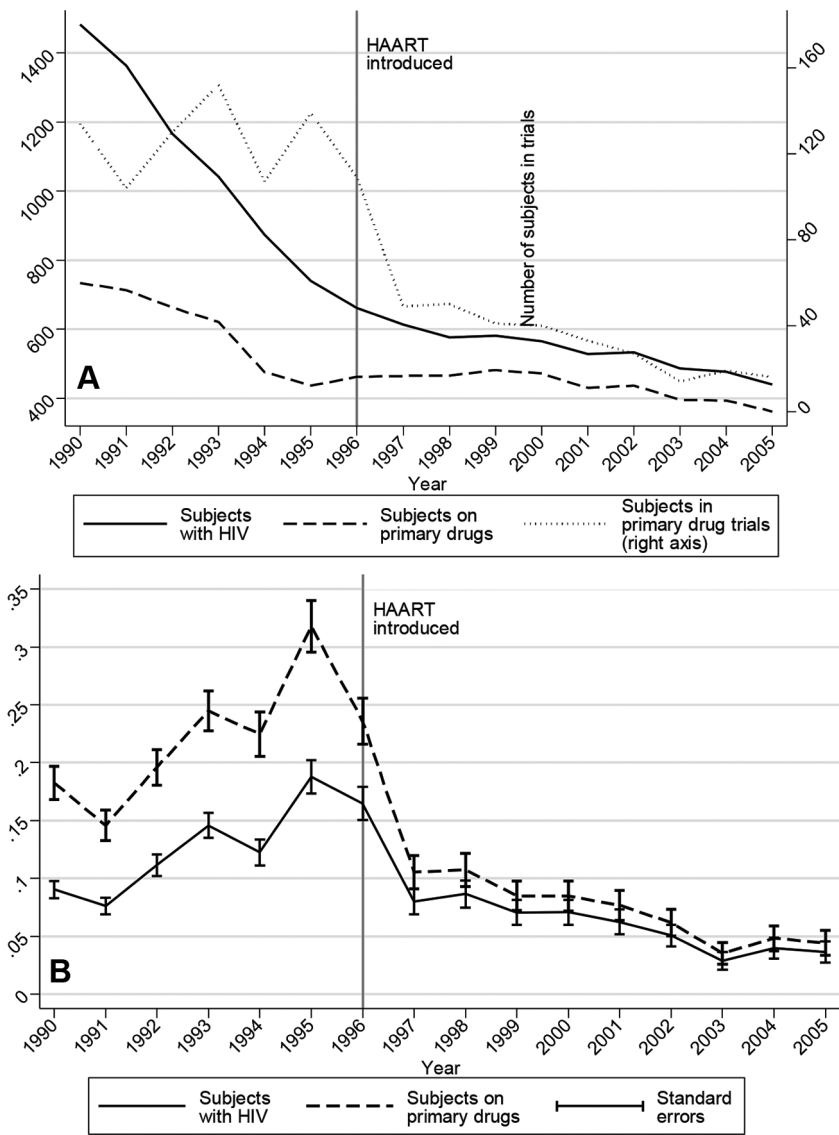 1400
1200
1000
800
600
400
160
120
80
40
0
HAART
introduced
Number of subjects in trials
A
1990
1991
1992
1993
1994
1995
1996
1997
1998
1999
2000
2001
2002
2003
2004
2005
Year
Subjects
with HIV
Subjects on
primary drugs
Subjects in
primary drug trials
(right axis)
.35
.3
.25
.2
.15
.1
.05
0
HAART
introduced
B
1990
1991
1992
1993
1994
1995
1996
1997
1998
1999
2000
2001
2002
2003
2004
2005
Year
Subjects
with HIV
Subjects on
primary drugs
Standard
errors